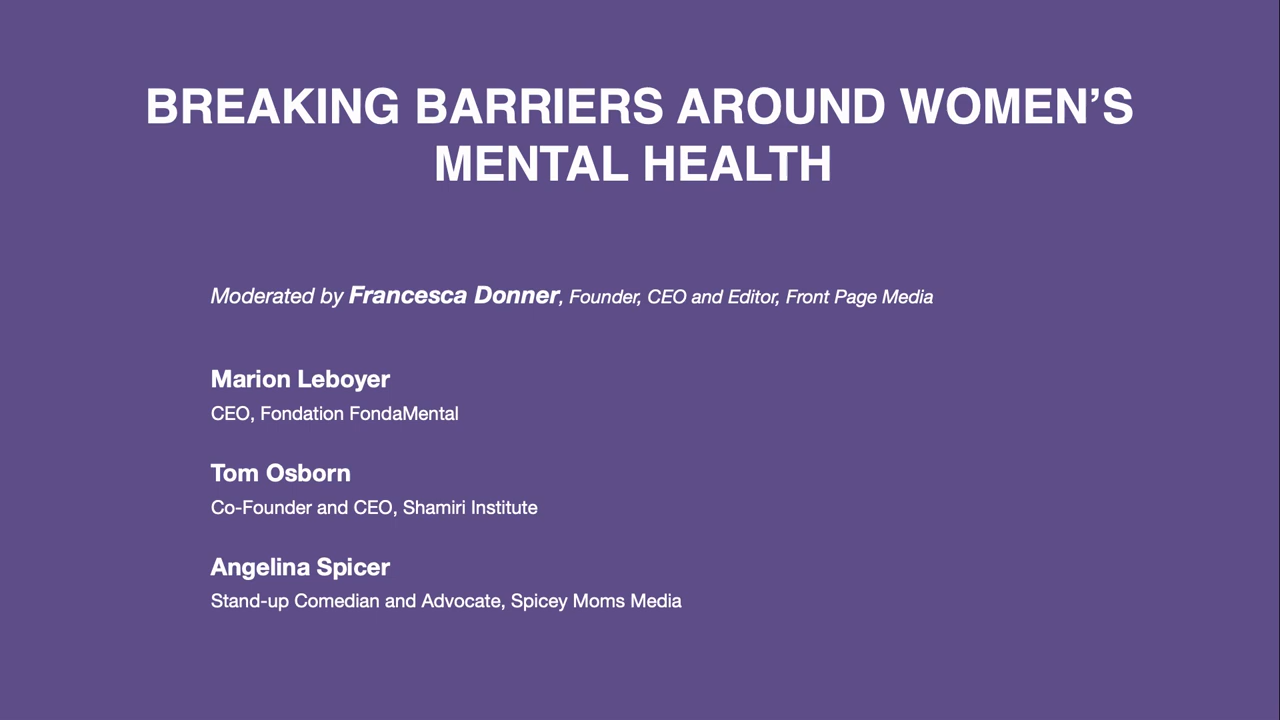 BREAKING BARRIERS AROUND WOMEN’S
MENTAL HEALTH
Moderated by Francesca Donner, Founder, CEO and Editor, Front Page Media
Marion Leboyer
CEO, Fondation FondaMental
Tom Osborn
Co-Founder and CEO, Shamiri Institute
Angelina Spicer
Stand-up Comedian and Advocate, Spicey Moms Media